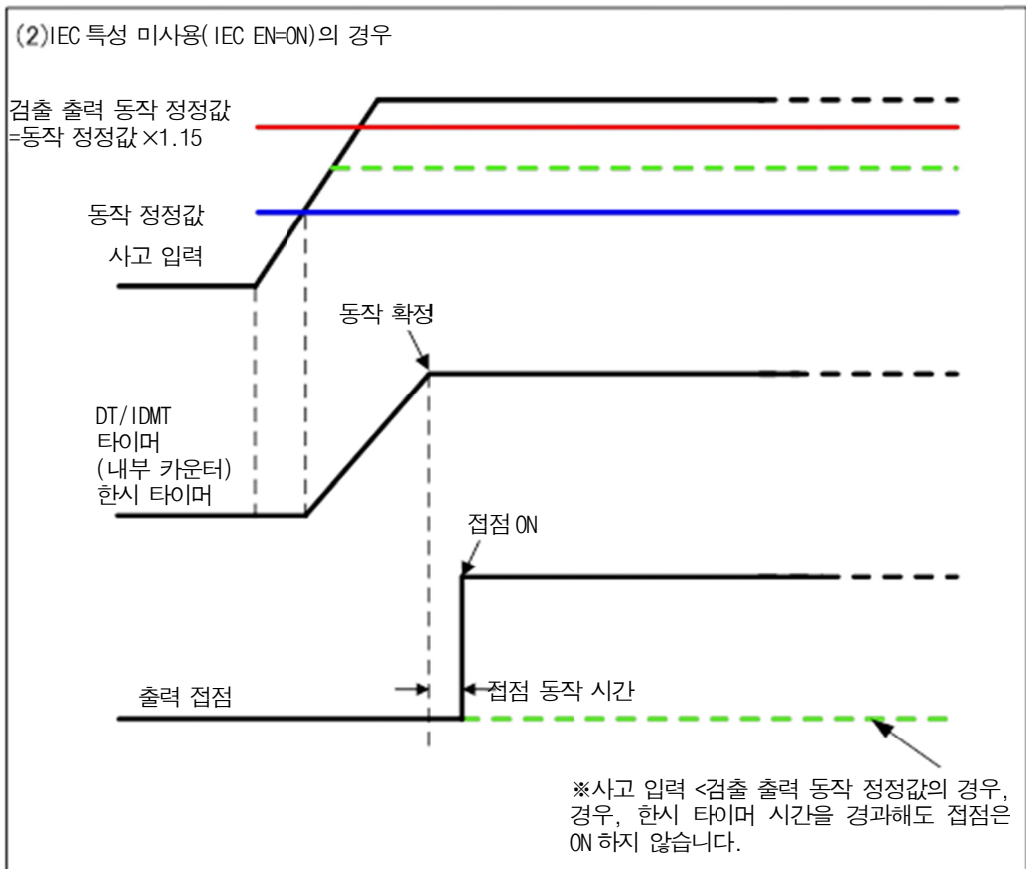 (2)IEC 특성 미사용( IEC EN=ON)의 경우
검출 출력 동작 정정값
=동작 정정값×1.15
동작 정정값
사고 입력
동작 확정
DT/IDMT
타이머
(내부 카운터)
한시 타이머
접점 ON
출력 접점
접점 동작 시간
※사고 입력 <검출 출력 동작 정정값의 경우,
경우, 한시 타이머 시간을 경과해도 접점은
ON 하지 않습니다.